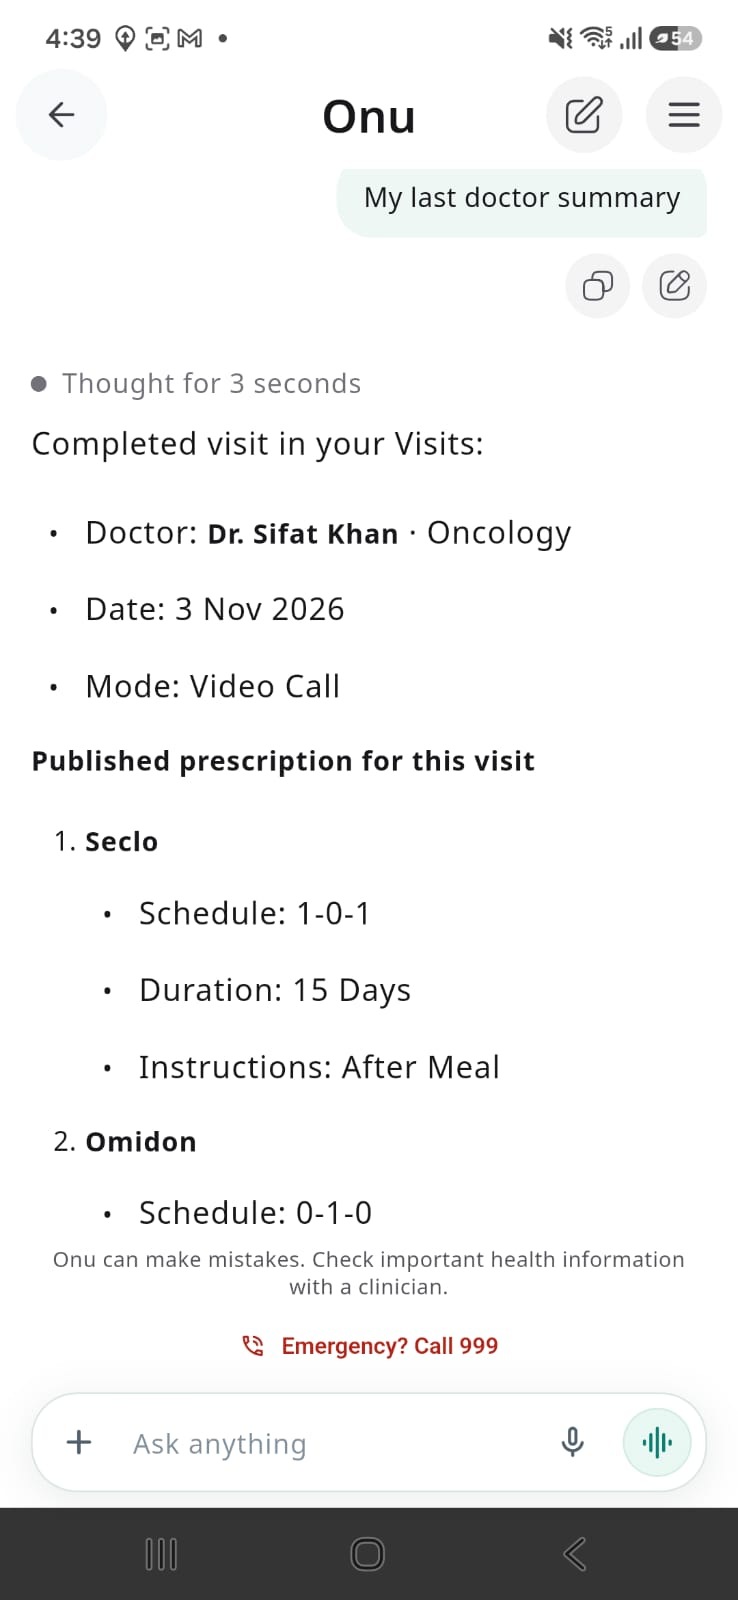 4:39
54
Onu
My last doctor summary
Thought for 3 seconds
Completed visit in your Visits:
• Doctor: Dr. Sifat Khan · Oncology
• Date: 3 Nov 2026
• Mode: Video Call
Published prescription for this visit
1. Seclo
• Schedule: 1-0-1
• Duration: 15 Days
• Instructions: After Meal
2. Omidon
• Schedule: 0-1-0
Onu can make mistakes. Check important health information
with a clinician.
Emergency? Call 999
Ask anything